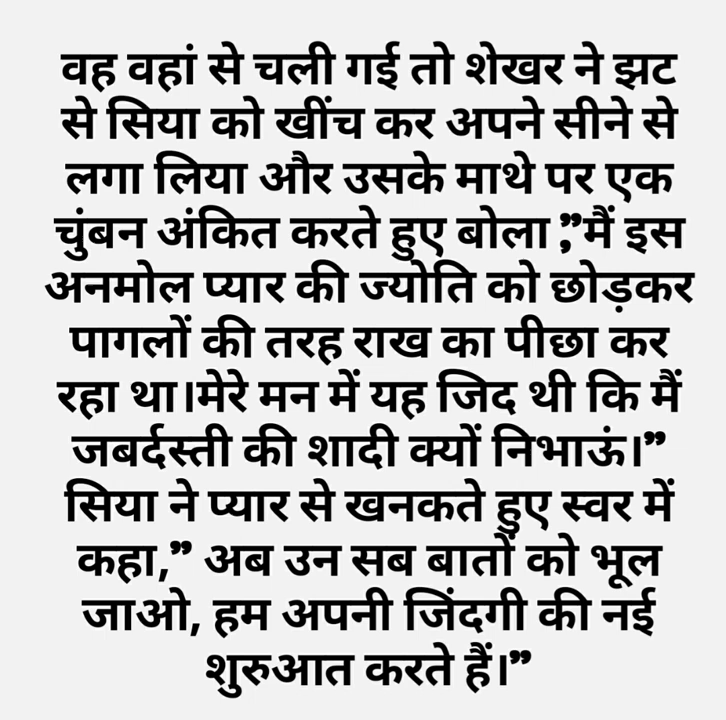 वह वहां से चली गई तो शेखर ने झट
से सिया को खींच कर अपने सीने से
लगा लिया और उसके माथे पर एक
चुंबन अंकित करते हुए बोला ,”मैं इस
अनमोल प्यार की ज्योति को छोड़कर
पागलों की तरह राख का पीछा कर
रहा था।मेरे मन में यह जिद थी कि मैं
जबर्दस्ती की शादी क्यों निभाऊं।”
सिया ने प्यार से खनकते हुए स्वर में
कहा,” अब उन सब बातों को भूल
जाओ, हम अपनी जिंदगी की नई
शुरुआत करते हैं।”